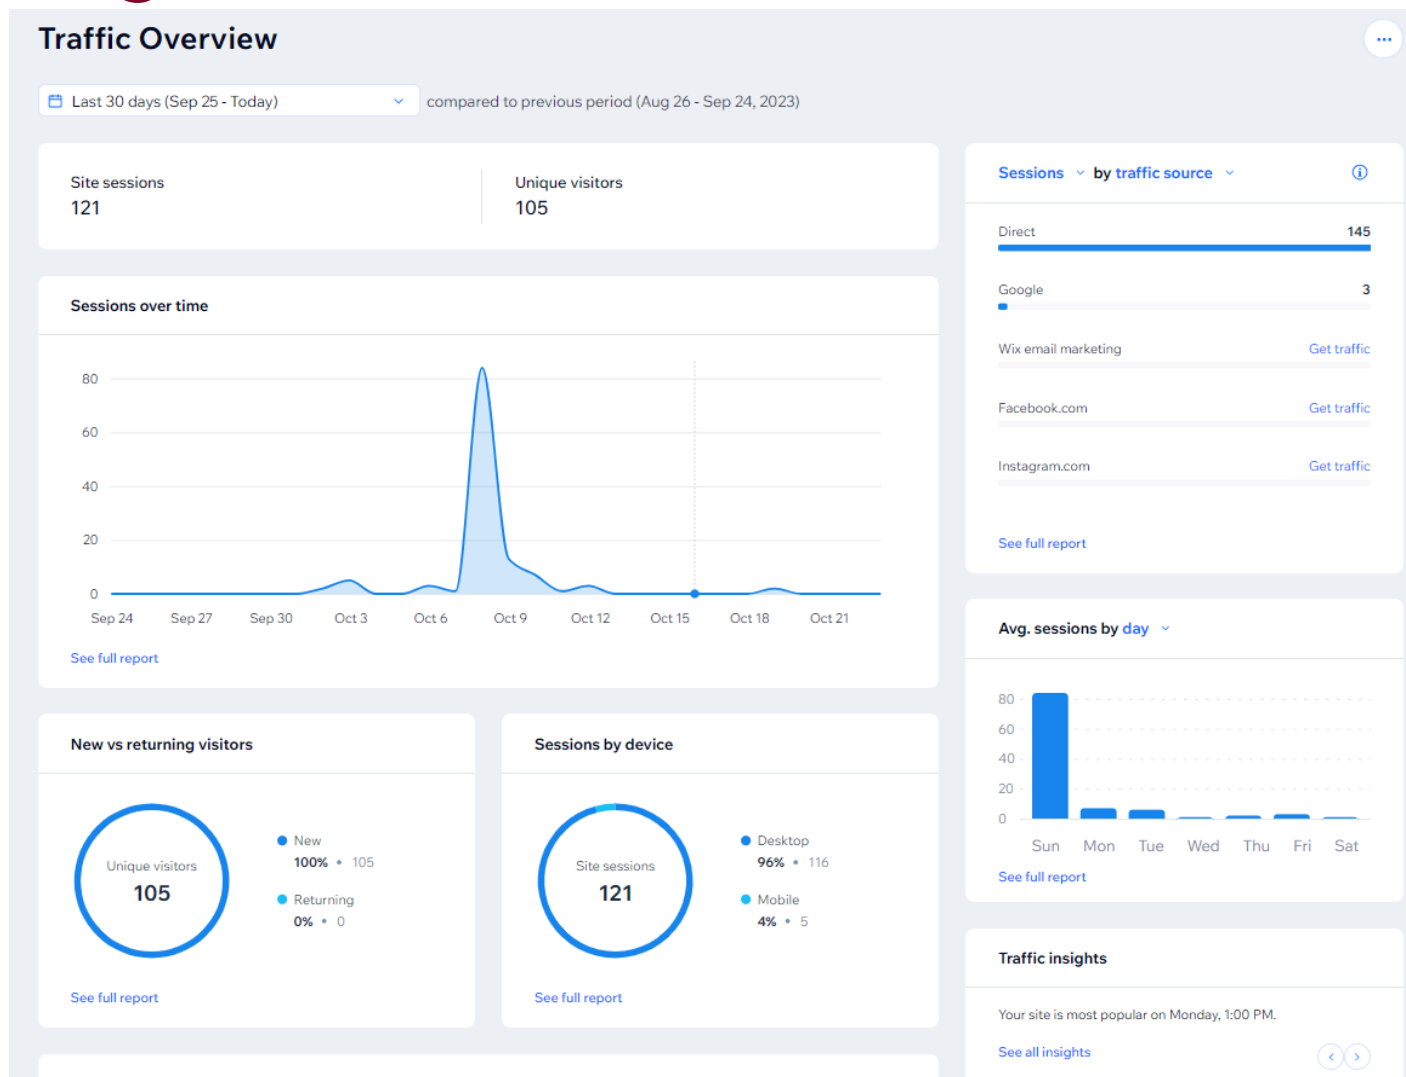 Traffic Overview
...
Last 30 days (Sep 25 - Today)
compared to previous period (Aug 26 - Sep 24, 2023)
Site sessions
121
Unique visitors
105
Sessions over time
80
60
40
20
0
Sep 24 Sep 27 Sep 30 Oct 3 Oct 6 Oct 9 Oct 12 Oct 15 Oct 18 Oct 21
See full report
New vs returning visitors
Unique visitors
105
New
100% • 105
Returning
0% • 0
See full report
Sessions by device
Site sessions
121
Desktop
96% • 116
Mobile
4% • 5
See full report
Sessions by traffic source
Direct 145
Google 3
Wix email marketing Get traffic
Facebook.com Get traffic
Instagram.com Get traffic
See full report
Avg. sessions by day
80
60
40
20
0
Sun Mon Tue Wed Thu Fri Sat
See full report
Traffic insights
Your site is most popular on Monday, 1:00 PM.
See all insights